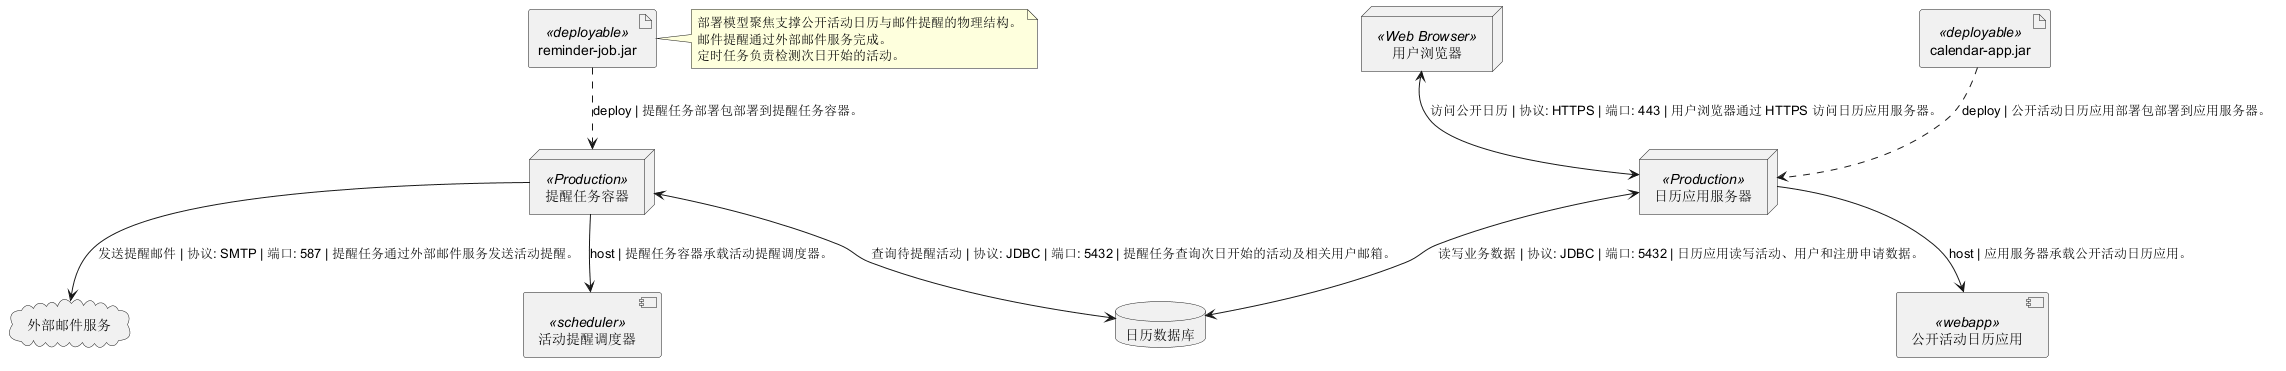 «deployable»
reminder-job.jar
部署模型聚焦支撑公开活动日历与邮件提醒的物理结构。
邮件提醒通过外部邮件服务完成。
定时任务负责检测次日开始的活动。
«Web Browser»
用户浏览器
«deployable»
calendar-app.jar
deploy | 提醒任务部署包部署到提醒任务容器。
访问公开日历 | 协议: HTTPS | 端口: 443 | 用户浏览器通过 HTTPS 访问日历应用服务器。
deploy | 公开活动日历应用部署包部署到应用服务器。
«Production»
提醒任务容器
«Production»
日历应用服务器
发送提醒邮件 | 协议: SMTP | 端口: 587 | 提醒任务通过外部邮件服务发送活动提醒。
host | 提醒任务容器承载活动提醒调度器。
查询待提醒活动 | 协议: JDBC | 端口: 5432 | 提醒任务查询次日开始的活动及相关用户邮箱。
读写业务数据 | 协议: JDBC | 端口: 5432 | 日历应用读写活动、用户和注册申请数据。
host | 应用服务器承载公开活动日历应用。
外部邮件服务
«scheduler»
活动提醒调度器
日历数据库
«webapp»
公开活动日历应用